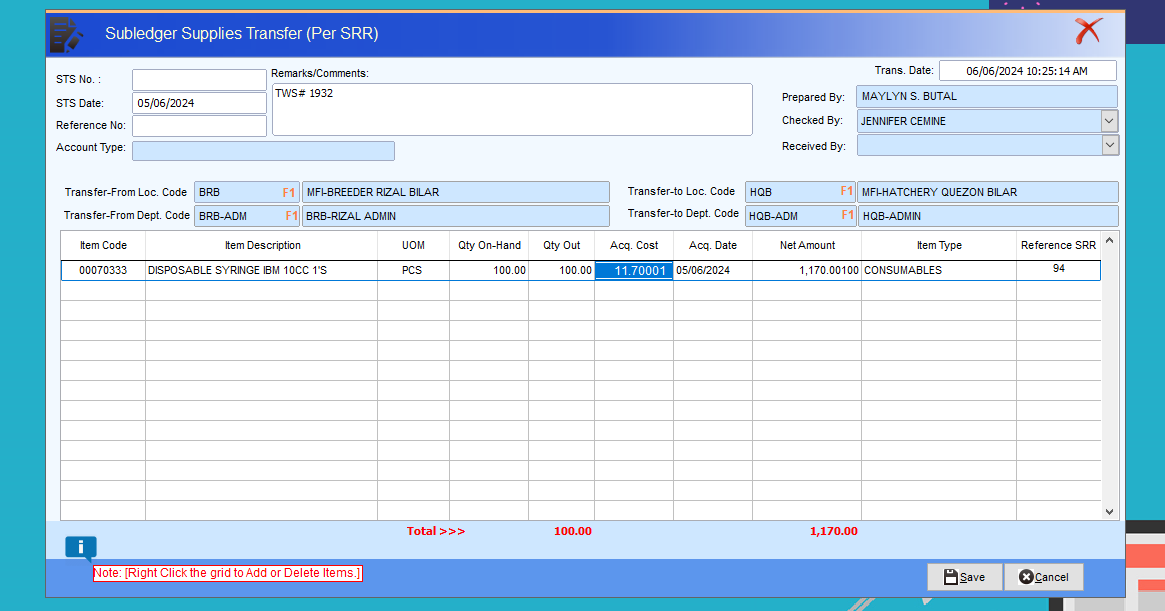 Subledger Supplies Transfer (Per SRR)
STS No. :
Remarks/Comments:
Trans. Date: 06/06/2024 10:25:14 AM
TWS# 1932
STS Date: 05/06/2024
Prepared By: MAYLYN S. BUTAL
Reference No:
Checked By: JENNIFER CEMINE
Account Type:
Received By:
Transfer-From Loc. Code BRB F1 MFI-BREEDER RIZAL BILAR Transfer-to Loc. Code HQB F1 MFI-HATCHERY QUEZON BILAR
Transfer-From Dept. Code BRB-ADM F1 BRB-RIZAL ADMIN Transfer-to Dept. Code HQB-ADM F1 HQB-ADMIN
Item Code Item Description UOM Qty On-Hand Qty Out Acq. Cost Acq. Date Net Amount Item Type Reference SRR
00070333 DISPOSABLE SYRINGE IBM 10CC 1'S PCS 100.00 100.00 11.70001 05/06/2024 1,170.00100 CONSUMABLES 94
Total >>> 100.00 1,170.00
i
Note: [Right Click the grid to Add or Delete Items.]
Save Cancel